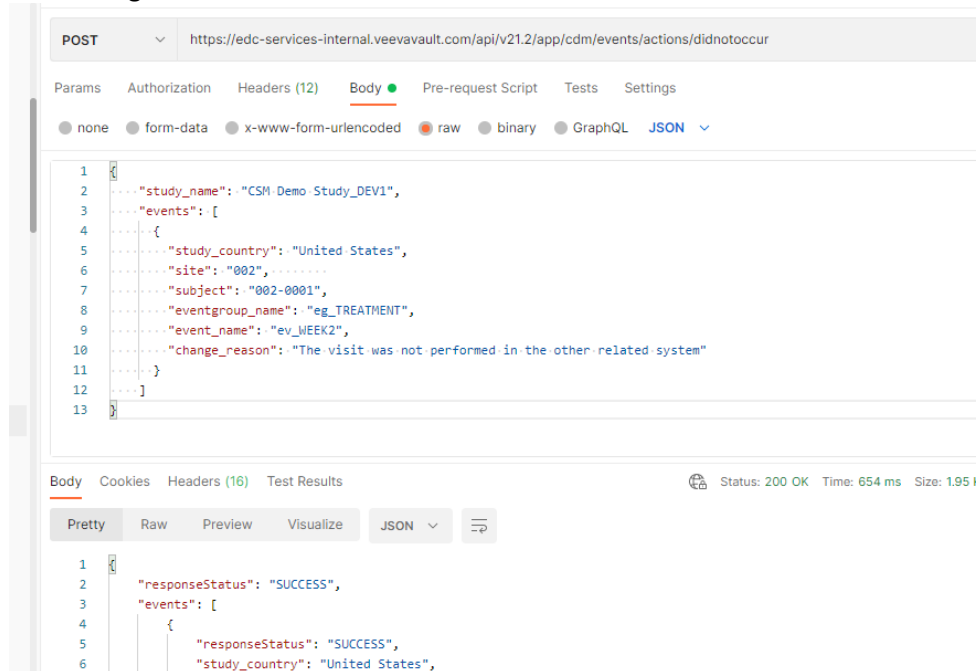 POST https://edc-services-internal.veevavault.com/api/v21.2/app/cdm/events/actions/didnotoccur
Params Authorization Headers (12) Body Pre-request Script Tests Settings
none form-data x-www-form-urlencoded raw binary GraphQL JSON
1 {
2 "study_name": "CSM Demo Study_DEV1",
3 "events": [
4 {
5 "study_country": "United States",
6 "site": "002",
7 "subject": "002-0001",
8 "eventgroup_name": "eg_TREATMENT",
9 "event_name": "ev_WEEK2",
10 "change_reason": "The visit was not performed in the other related system"
11 }
12 ]
13 }
Body Cookies Headers (16) Test Results Status: 200 OK Time: 654 ms Size: 1.95
Pretty Raw Preview Visualize JSON
1 {
2 "responseStatus": "SUCCESS",
3 "events": [
4 {
5 "responseStatus": "SUCCESS",
6 "study_country": "United States",